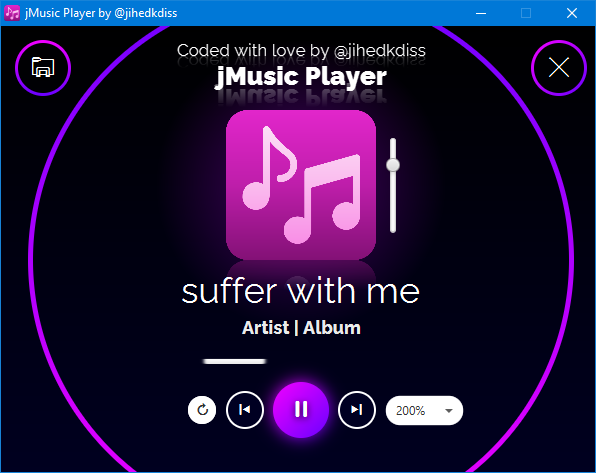 jMusic Player by @jihedkdiss
Coded with love by @jihedkdiss
jMusic Player
suffer with me
Artist | Album
200%